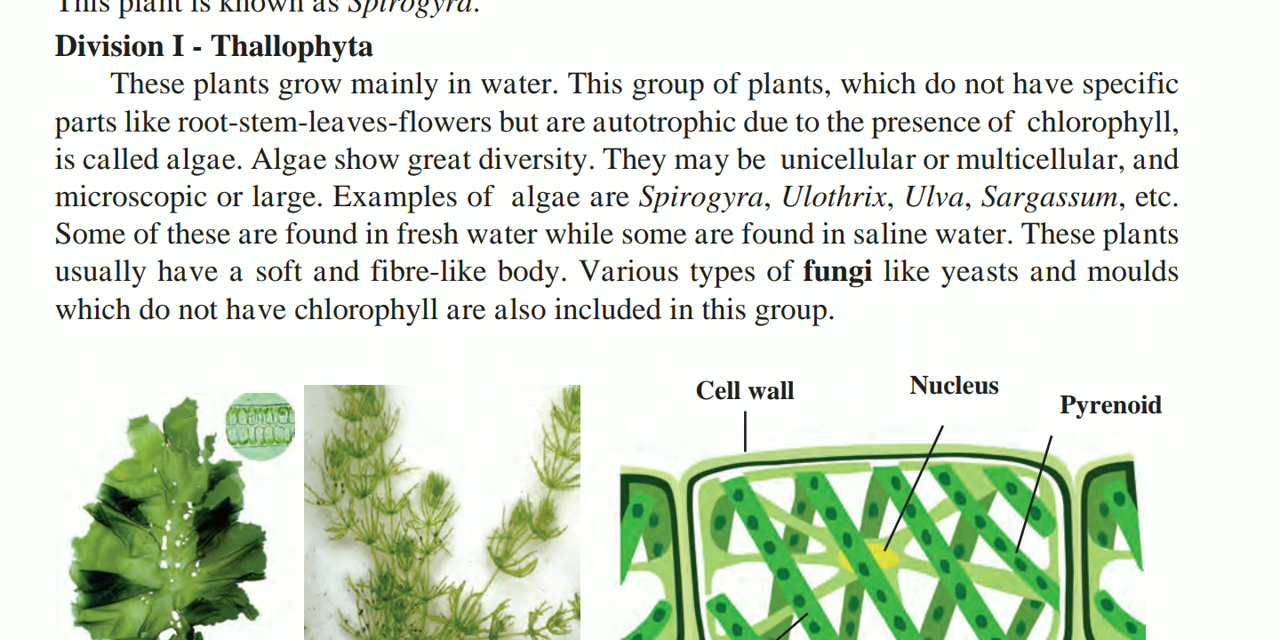 This plant is known as Spirogyra.
Division I - Thallophyta
These plants grow mainly in water. This group of plants, which do not have specific
parts like root-stem-leaves-flowers but are autotrophic due to the presence of chlorophyll,
is called algae. Algae show great diversity. They may be unicellular or multicellular, and
microscopic or large. Examples of algae are Spirogyra, Ulothrix, Ulva, Sargassum, etc.
Some of these are found in fresh water while some are found in saline water. These plants
usually have a soft and fibre-like body. Various types of fungi like yeasts and moulds
which do not have chlorophyll are also included in this group.
Cell wall
Nucleus
Pyrenoid